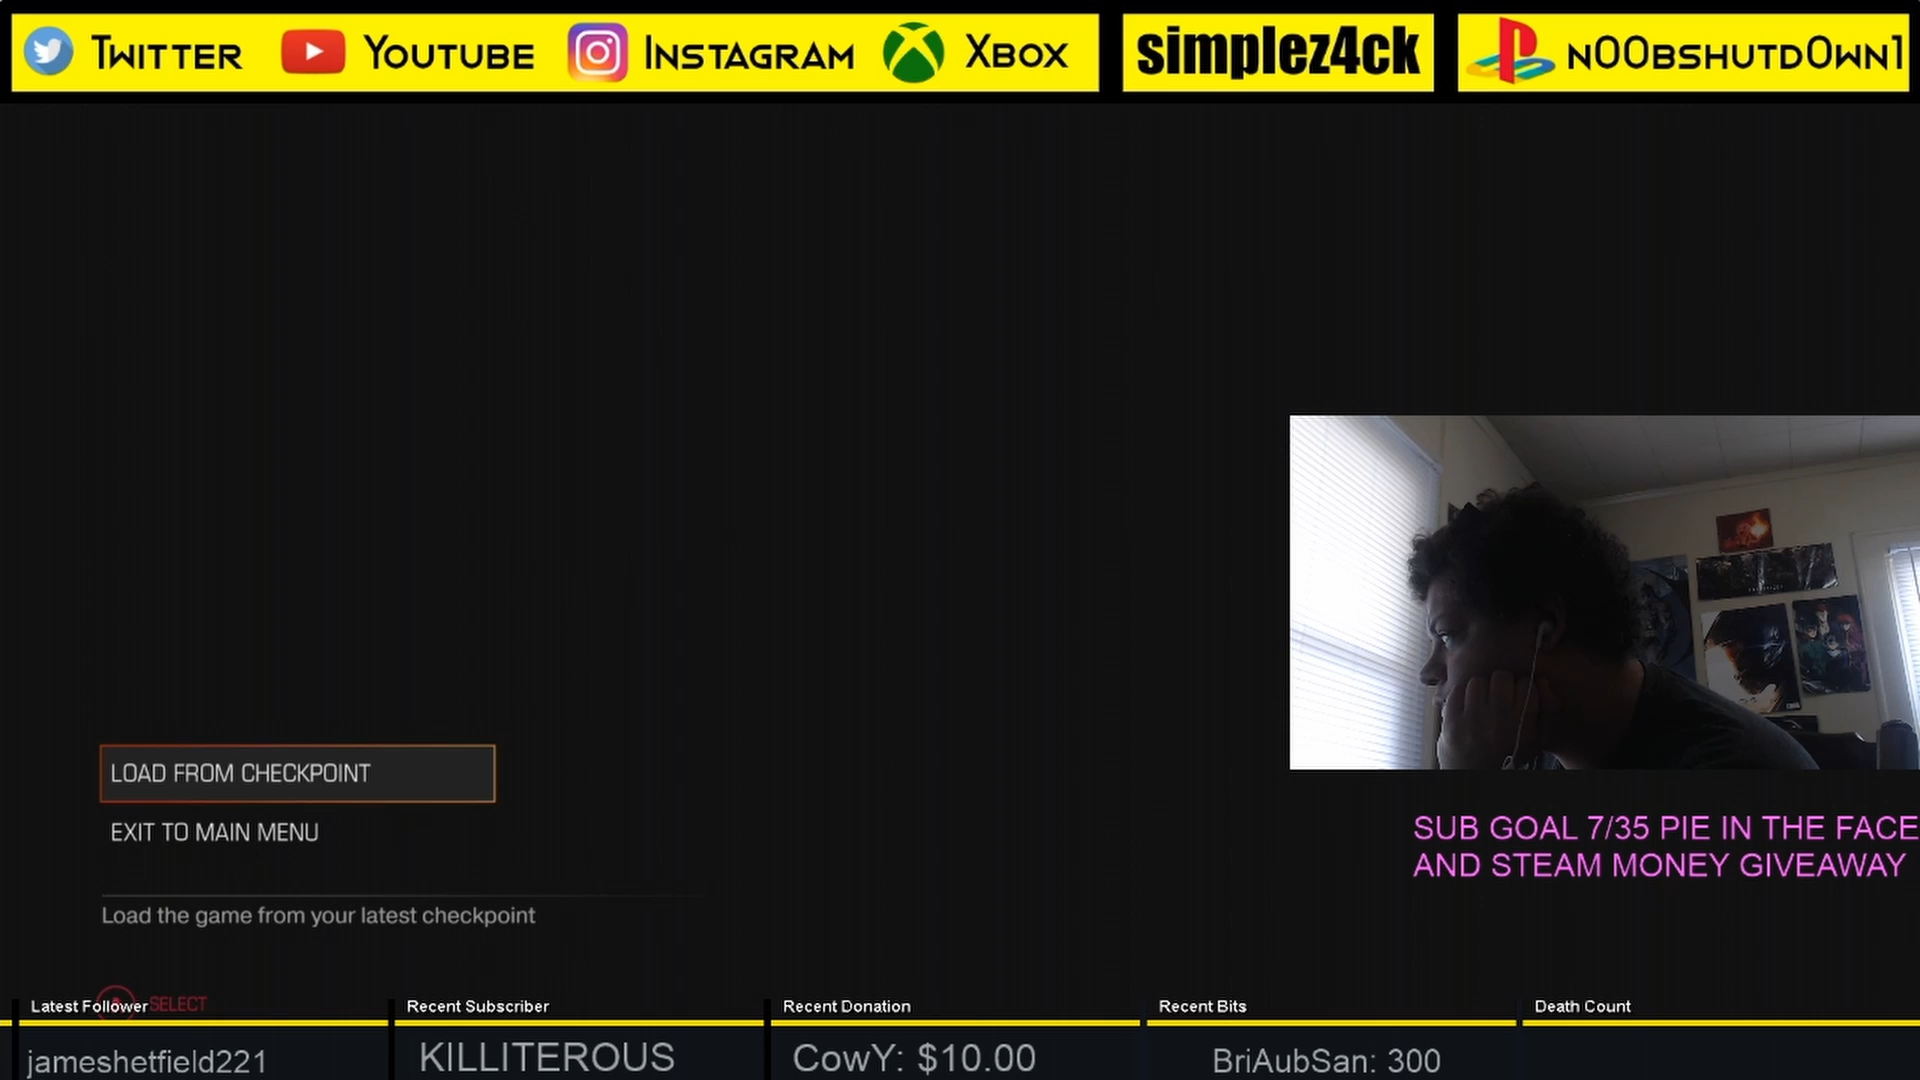 Twitter Youtube Instagram Xbox simplez4ck n00bshutd0wn1
LOAD FROM CHECKPOINT
EXIT TO MAIN MENU
Load the game from your latest checkpoint
SELECT
SUB GOAL 7/35 PIE IN THE FACE
AND STEAM MONEY GIVEAWAY
Latest Follower
jameshetfield221
Recent Subscriber
KILLITEROUS
Recent Donation
CowY: $10.00
Recent Bits
BriAubSan: 300
Death Count